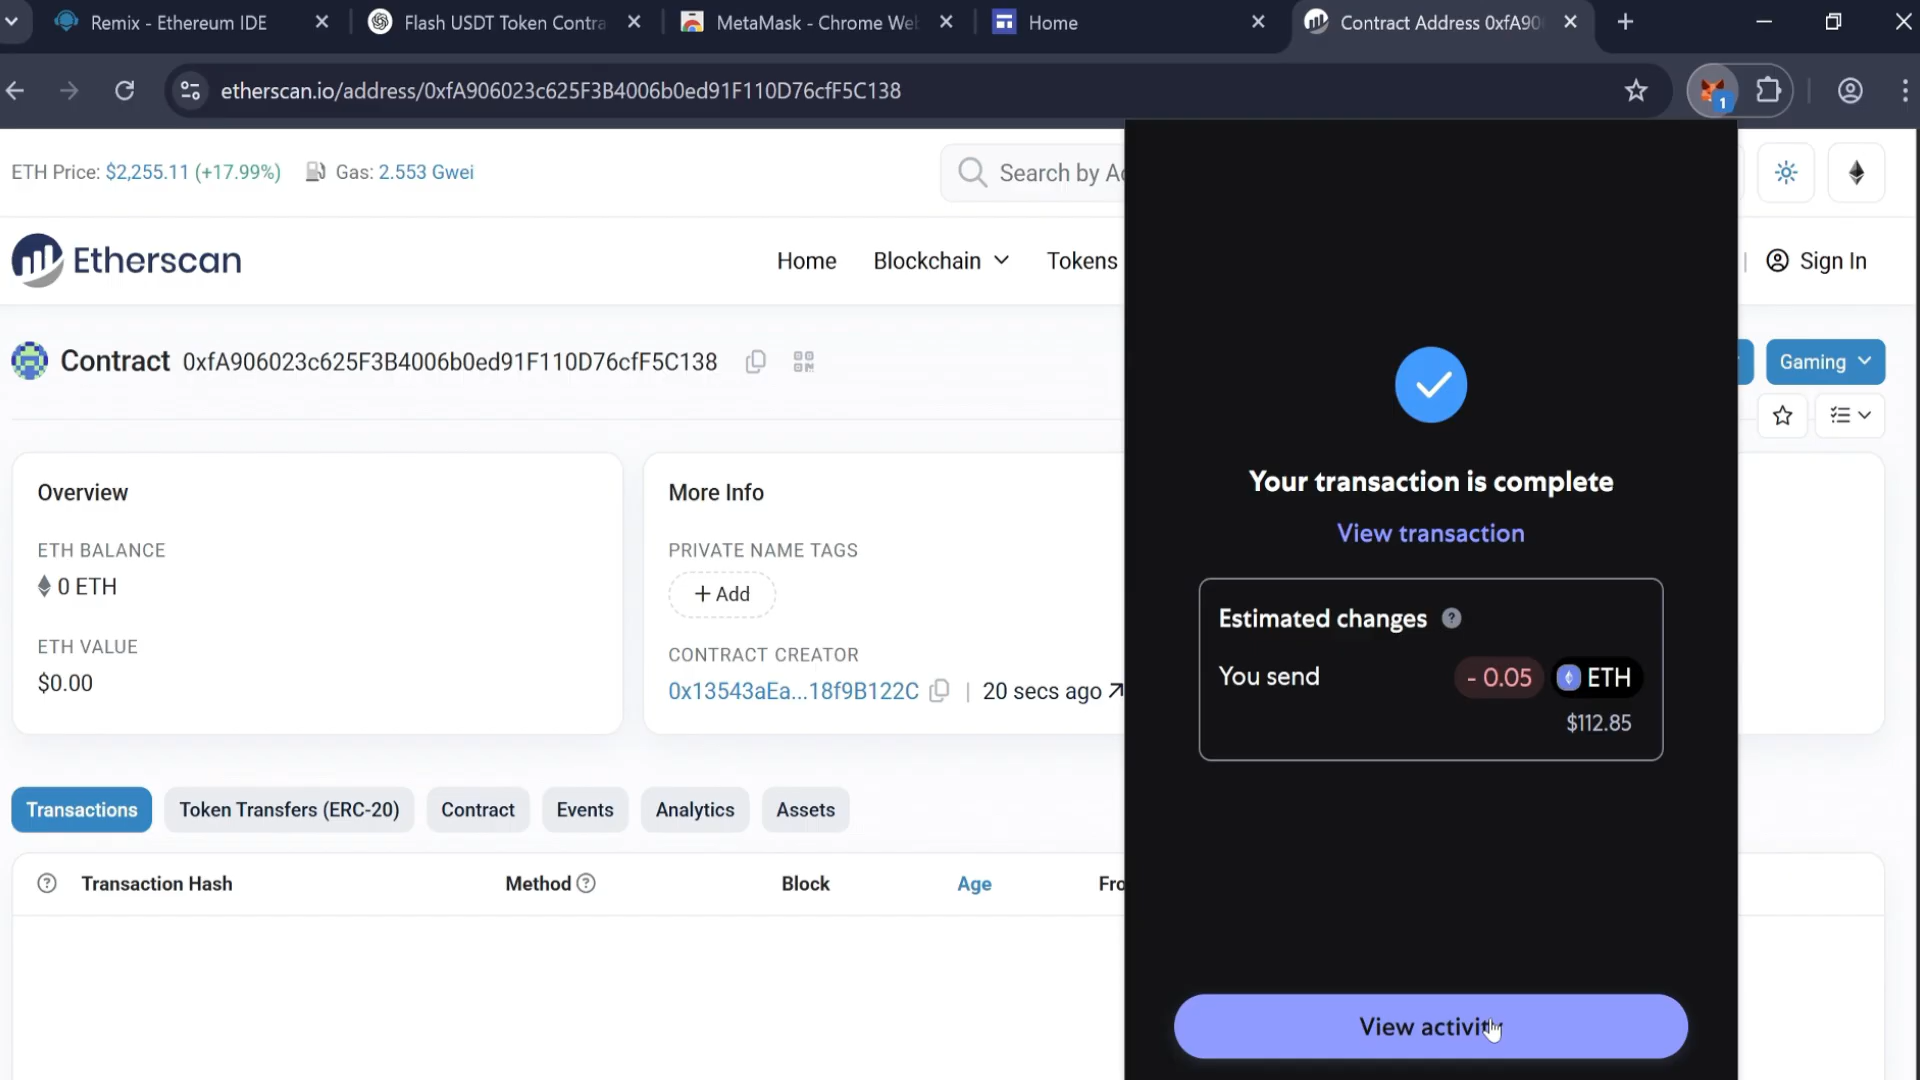 Remix - Ethereum IDE
Flash USDT Token Contra
MetaMask - Chrome Web
Home
Contract Address 0xfA90
etherscan.io/address/0xfA906023c625F3B4006b0ed91F110D76cfF5C138
1
ETH Price: $2,255.11 (+17.99%) Gas: 2.553 Gwei
Search by Ad
Etherscan
Home
Blockchain
Tokens
Sign In
Contract 0xfA906023c625F3B4006b0ed91F110D76cfF5C138
Gaming
Overview
ETH BALANCE
0 ETH
ETH VALUE
$0.00
More Info
PRIVATE NAME TAGS
+ Add
CONTRACT CREATOR
0x13543aEa...18f9B122C | 20 secs ago
Transactions
Token Transfers (ERC-20)
Contract
Events
Analytics
Assets
Transaction Hash
Method
Block
Age
Fro
Your transaction is complete
View transaction
Estimated changes
You send
- 0.05
ETH
$112.85
View activity